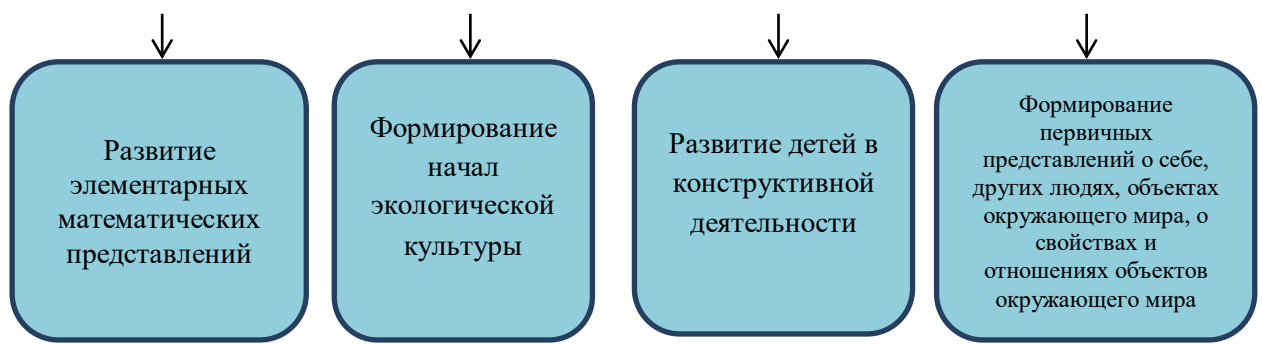 Развитие
элементарных
математических
представлений
Формирование
начал
экологической
культуры
Развитие детей в
конструктивной
деятельности
Формирование
первичных
представлений о себе,
других людях, объектах
окружающего мира, о
свойствах и
отношениях объектов
окружающего мира